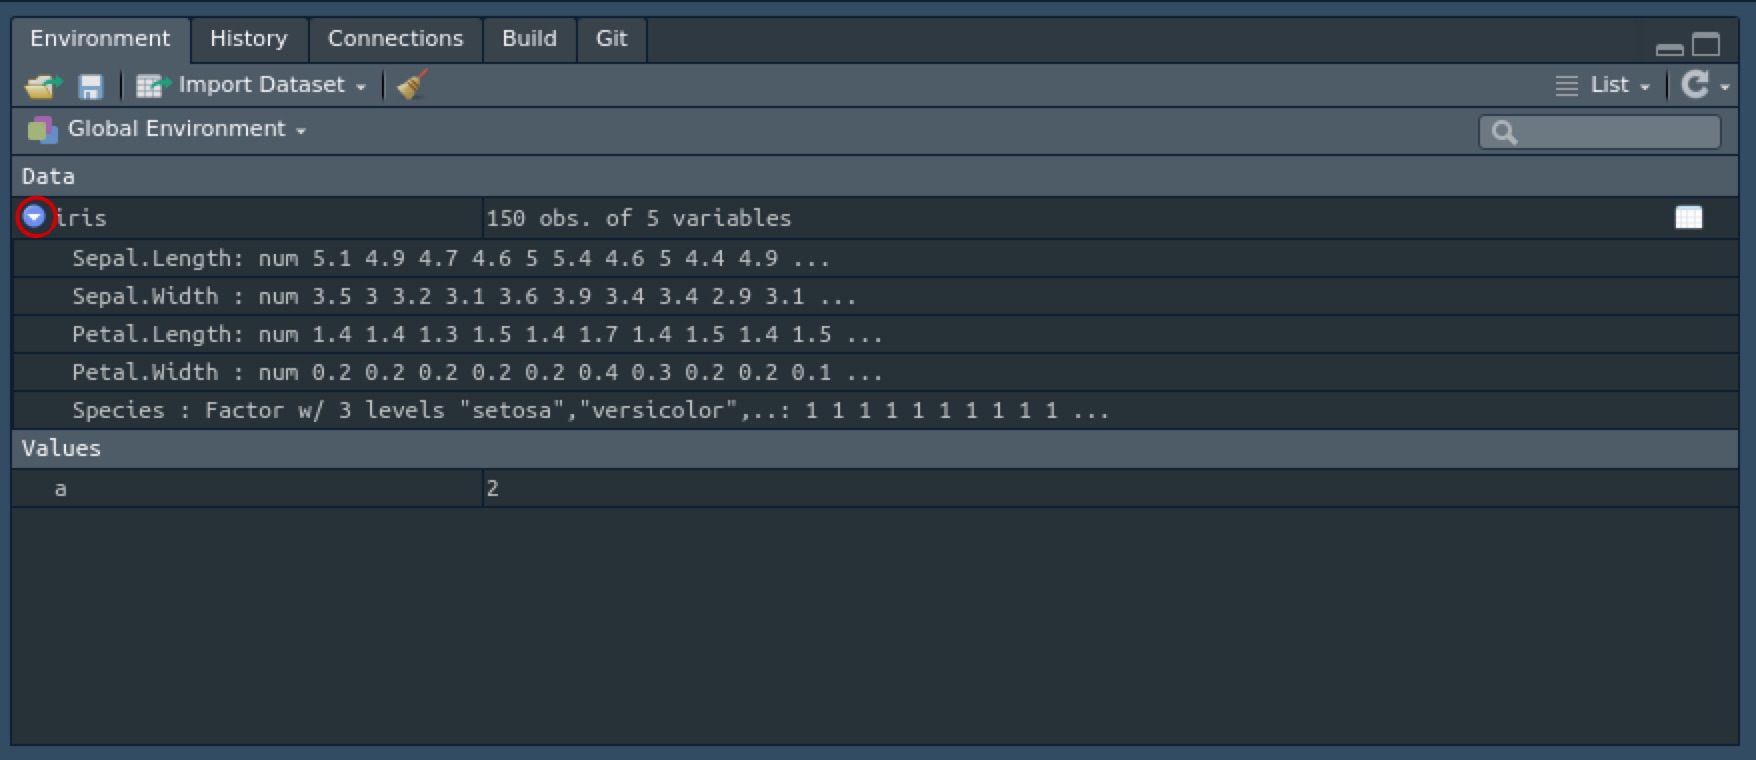 Environment History Connections Build Git
Import Dataset List
Global Environment
Data
iris 150 obs. of 5 variables
Sepal.Length: num 5.1 4.9 4.7 4.6 5 5.4 4.6 5 4.4 4.9 ...
Sepal.Width : num 3.5 3 3.2 3.1 3.6 3.9 3.4 3.4 2.9 3.1 ...
Petal.Length: num 1.4 1.4 1.3 1.5 1.4 1.7 1.4 1.5 1.4 1.5 ...
Petal.Width : num 0.2 0.2 0.2 0.2 0.2 0.4 0.3 0.2 0.2 0.1 ...
Species : Factor w/ 3 levels "setosa","versicolor",..: 1 1 1 1 1 1 1 1 1 1 ...
Values
a 2